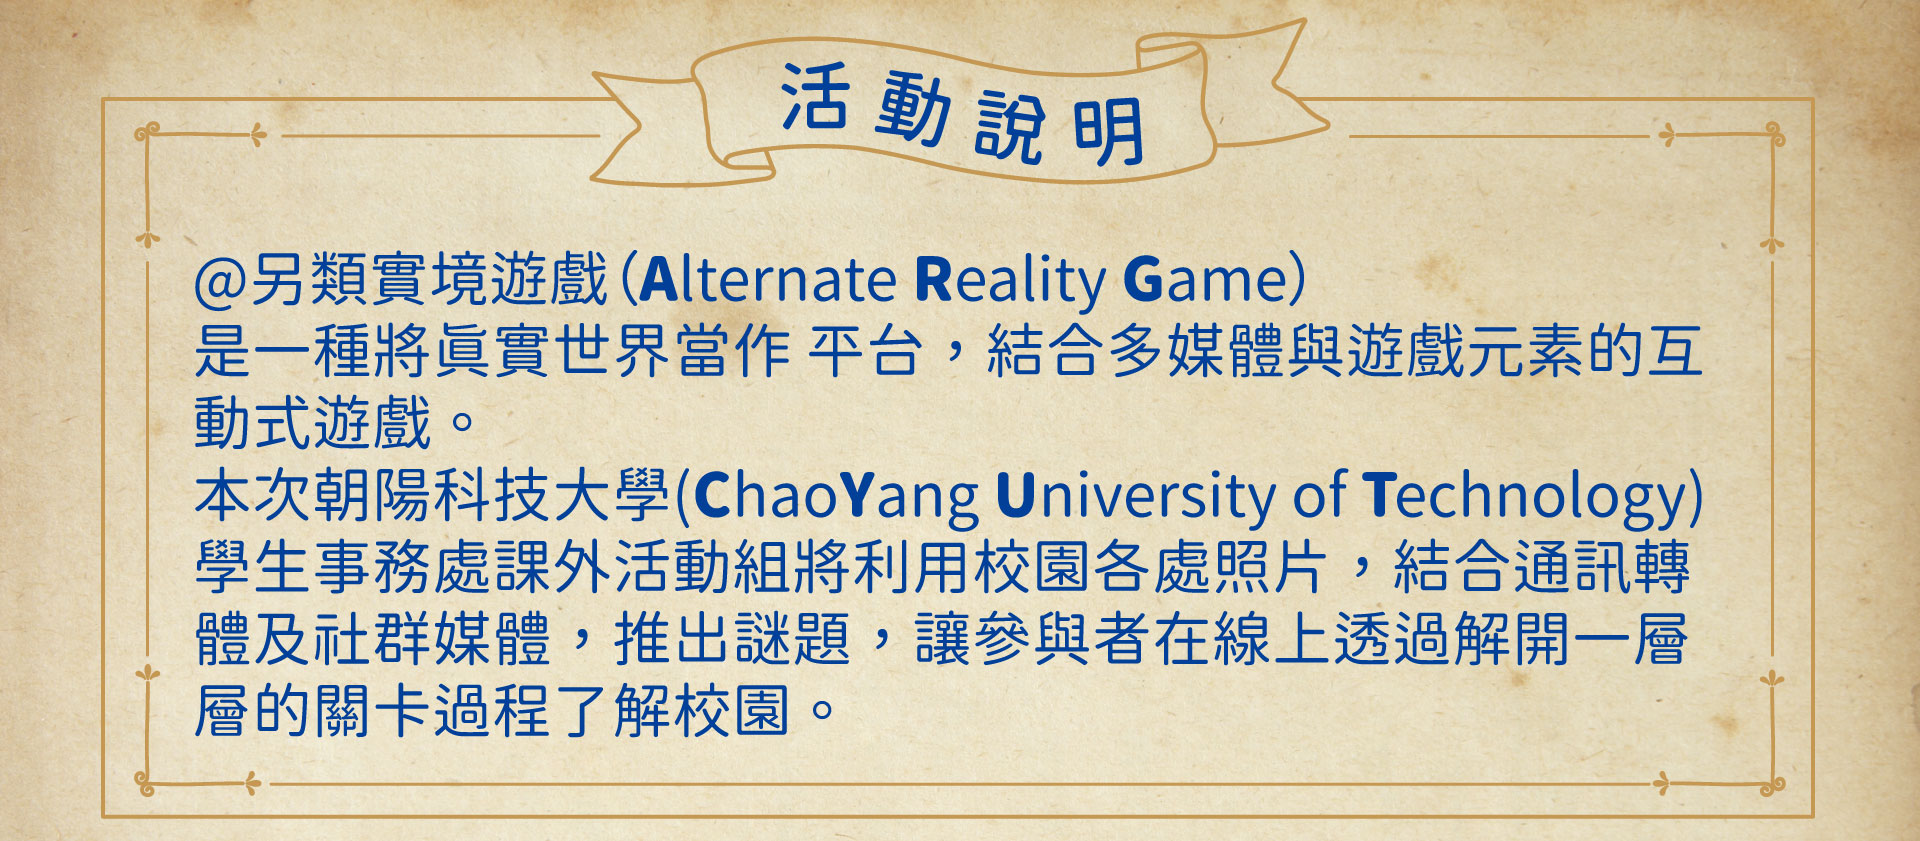 活動說明
@另類實境遊戲（Alternate Reality Game）
是一種將真實世界當作 平台，結合多媒體與遊戲元素的互
動式遊戲。
本次朝陽科技大學(ChaoYang University of Technology)
學生事務處課外活動組將利用校園各處照片，結合通訊轉
體及社群媒體，推出謎題，讓參與者在線上透過解開一層
層的關卡過程了解校園。